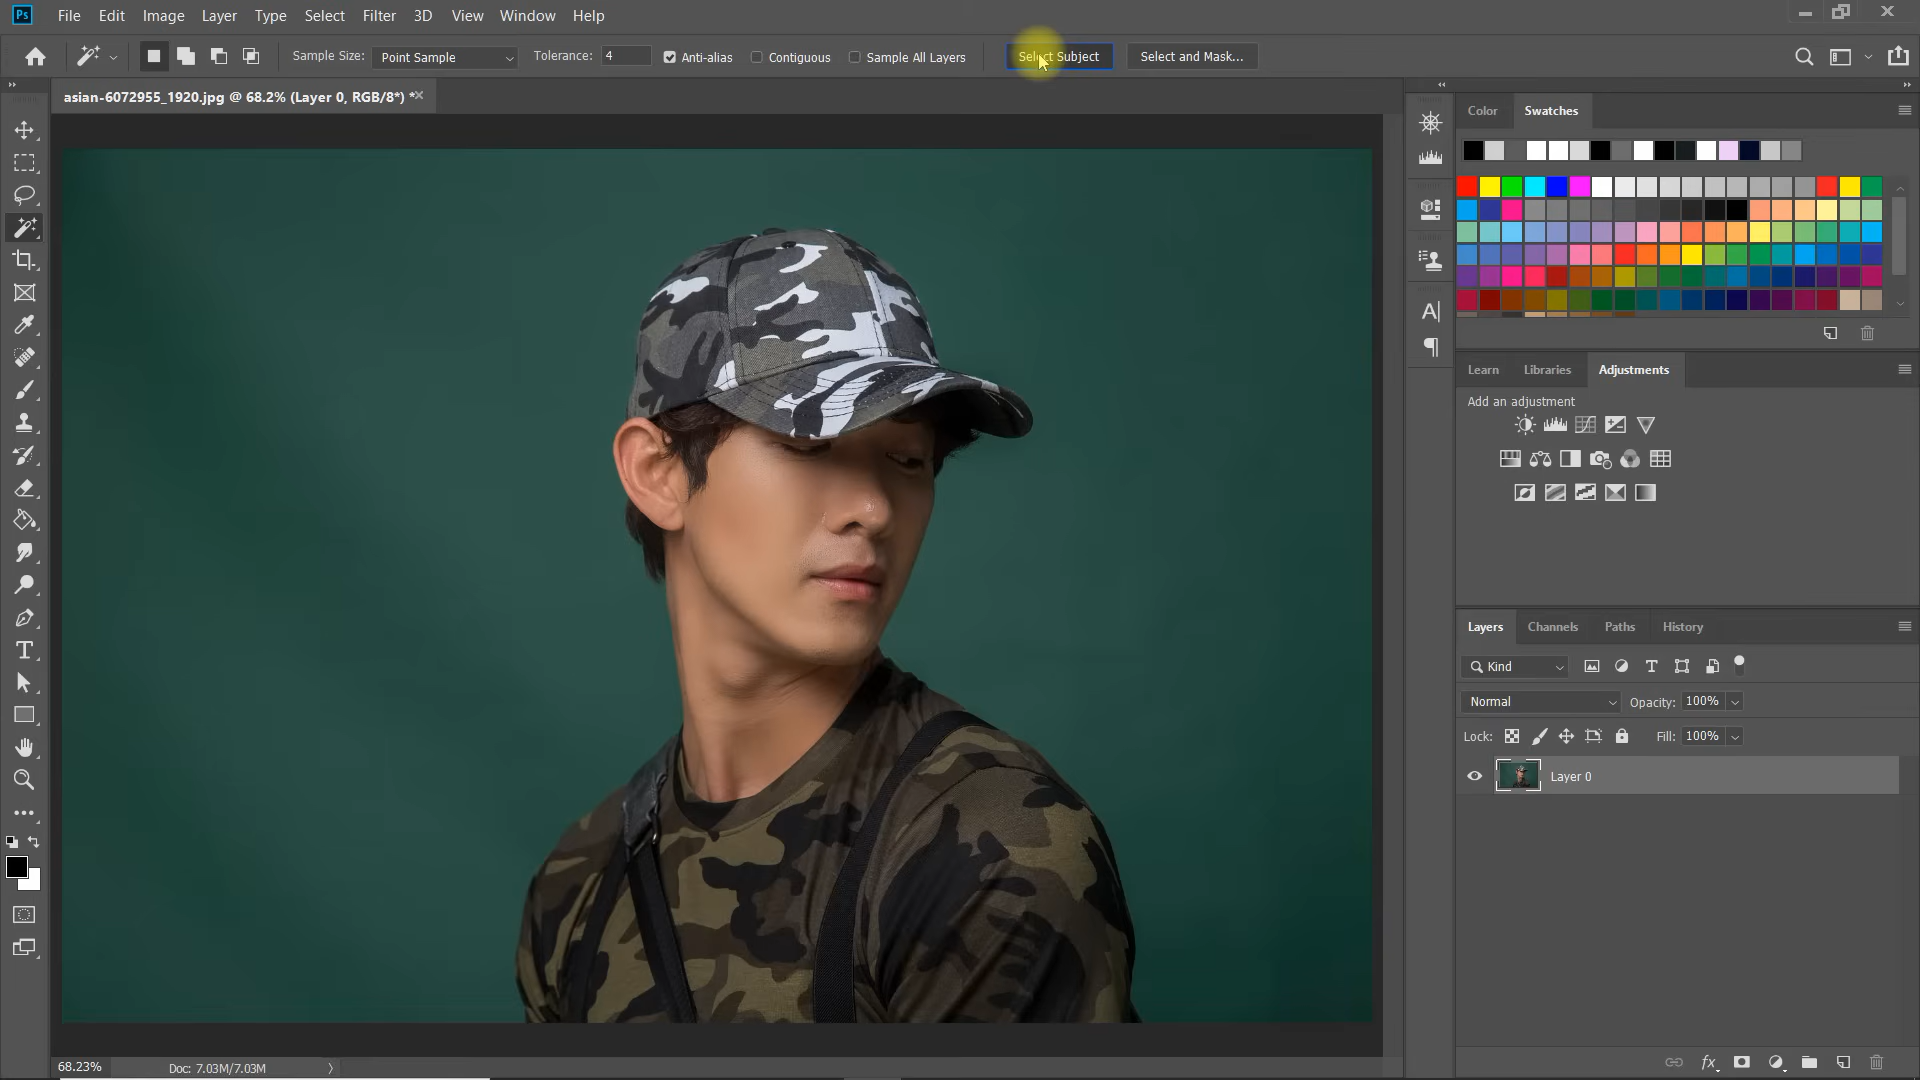 Ps File Edit Image Layer Type Select Filter 3D View Window Help
Sample Size: Point Sample Tolerance: 4 Anti-alias Contiguous Sample All Layers Select Subject Select and Mask...
asian-6072955_1920.jpg @ 68.2% (Layer 0, RGB/8*) *
Color Swatches
Learn Libraries Adjustments
Add an adjustment
Layers Channels Paths History
Kind
Normal Opacity: 100%
Lock: Fill: 100%
Layer 0
68.23% Doc: 7.03M/7.03M